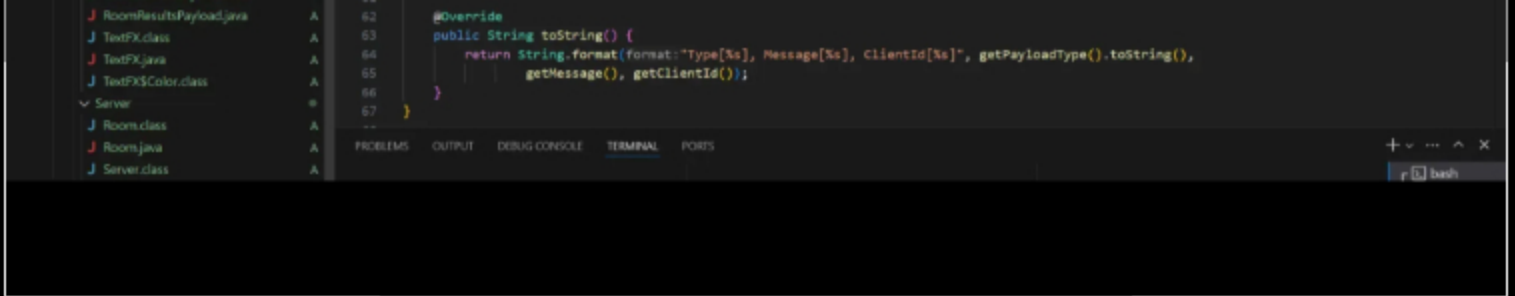 RoomResultsPayload.java A
TextFX.class A
TextFX.java A
TextFX$Color.class A
Server
Room.class A
Room.java A
Server.class A
62 @Override
63 public String toString() {
64 return String.format(format:"Type[%s], Message[%s], ClientId[%s]", getPayloadType().toString(),
65 getMessage(), getClientId());
66 }
67 }
PROBLEMS OUTPUT DEBUG CONSOLE TERMINAL PORTS
bash